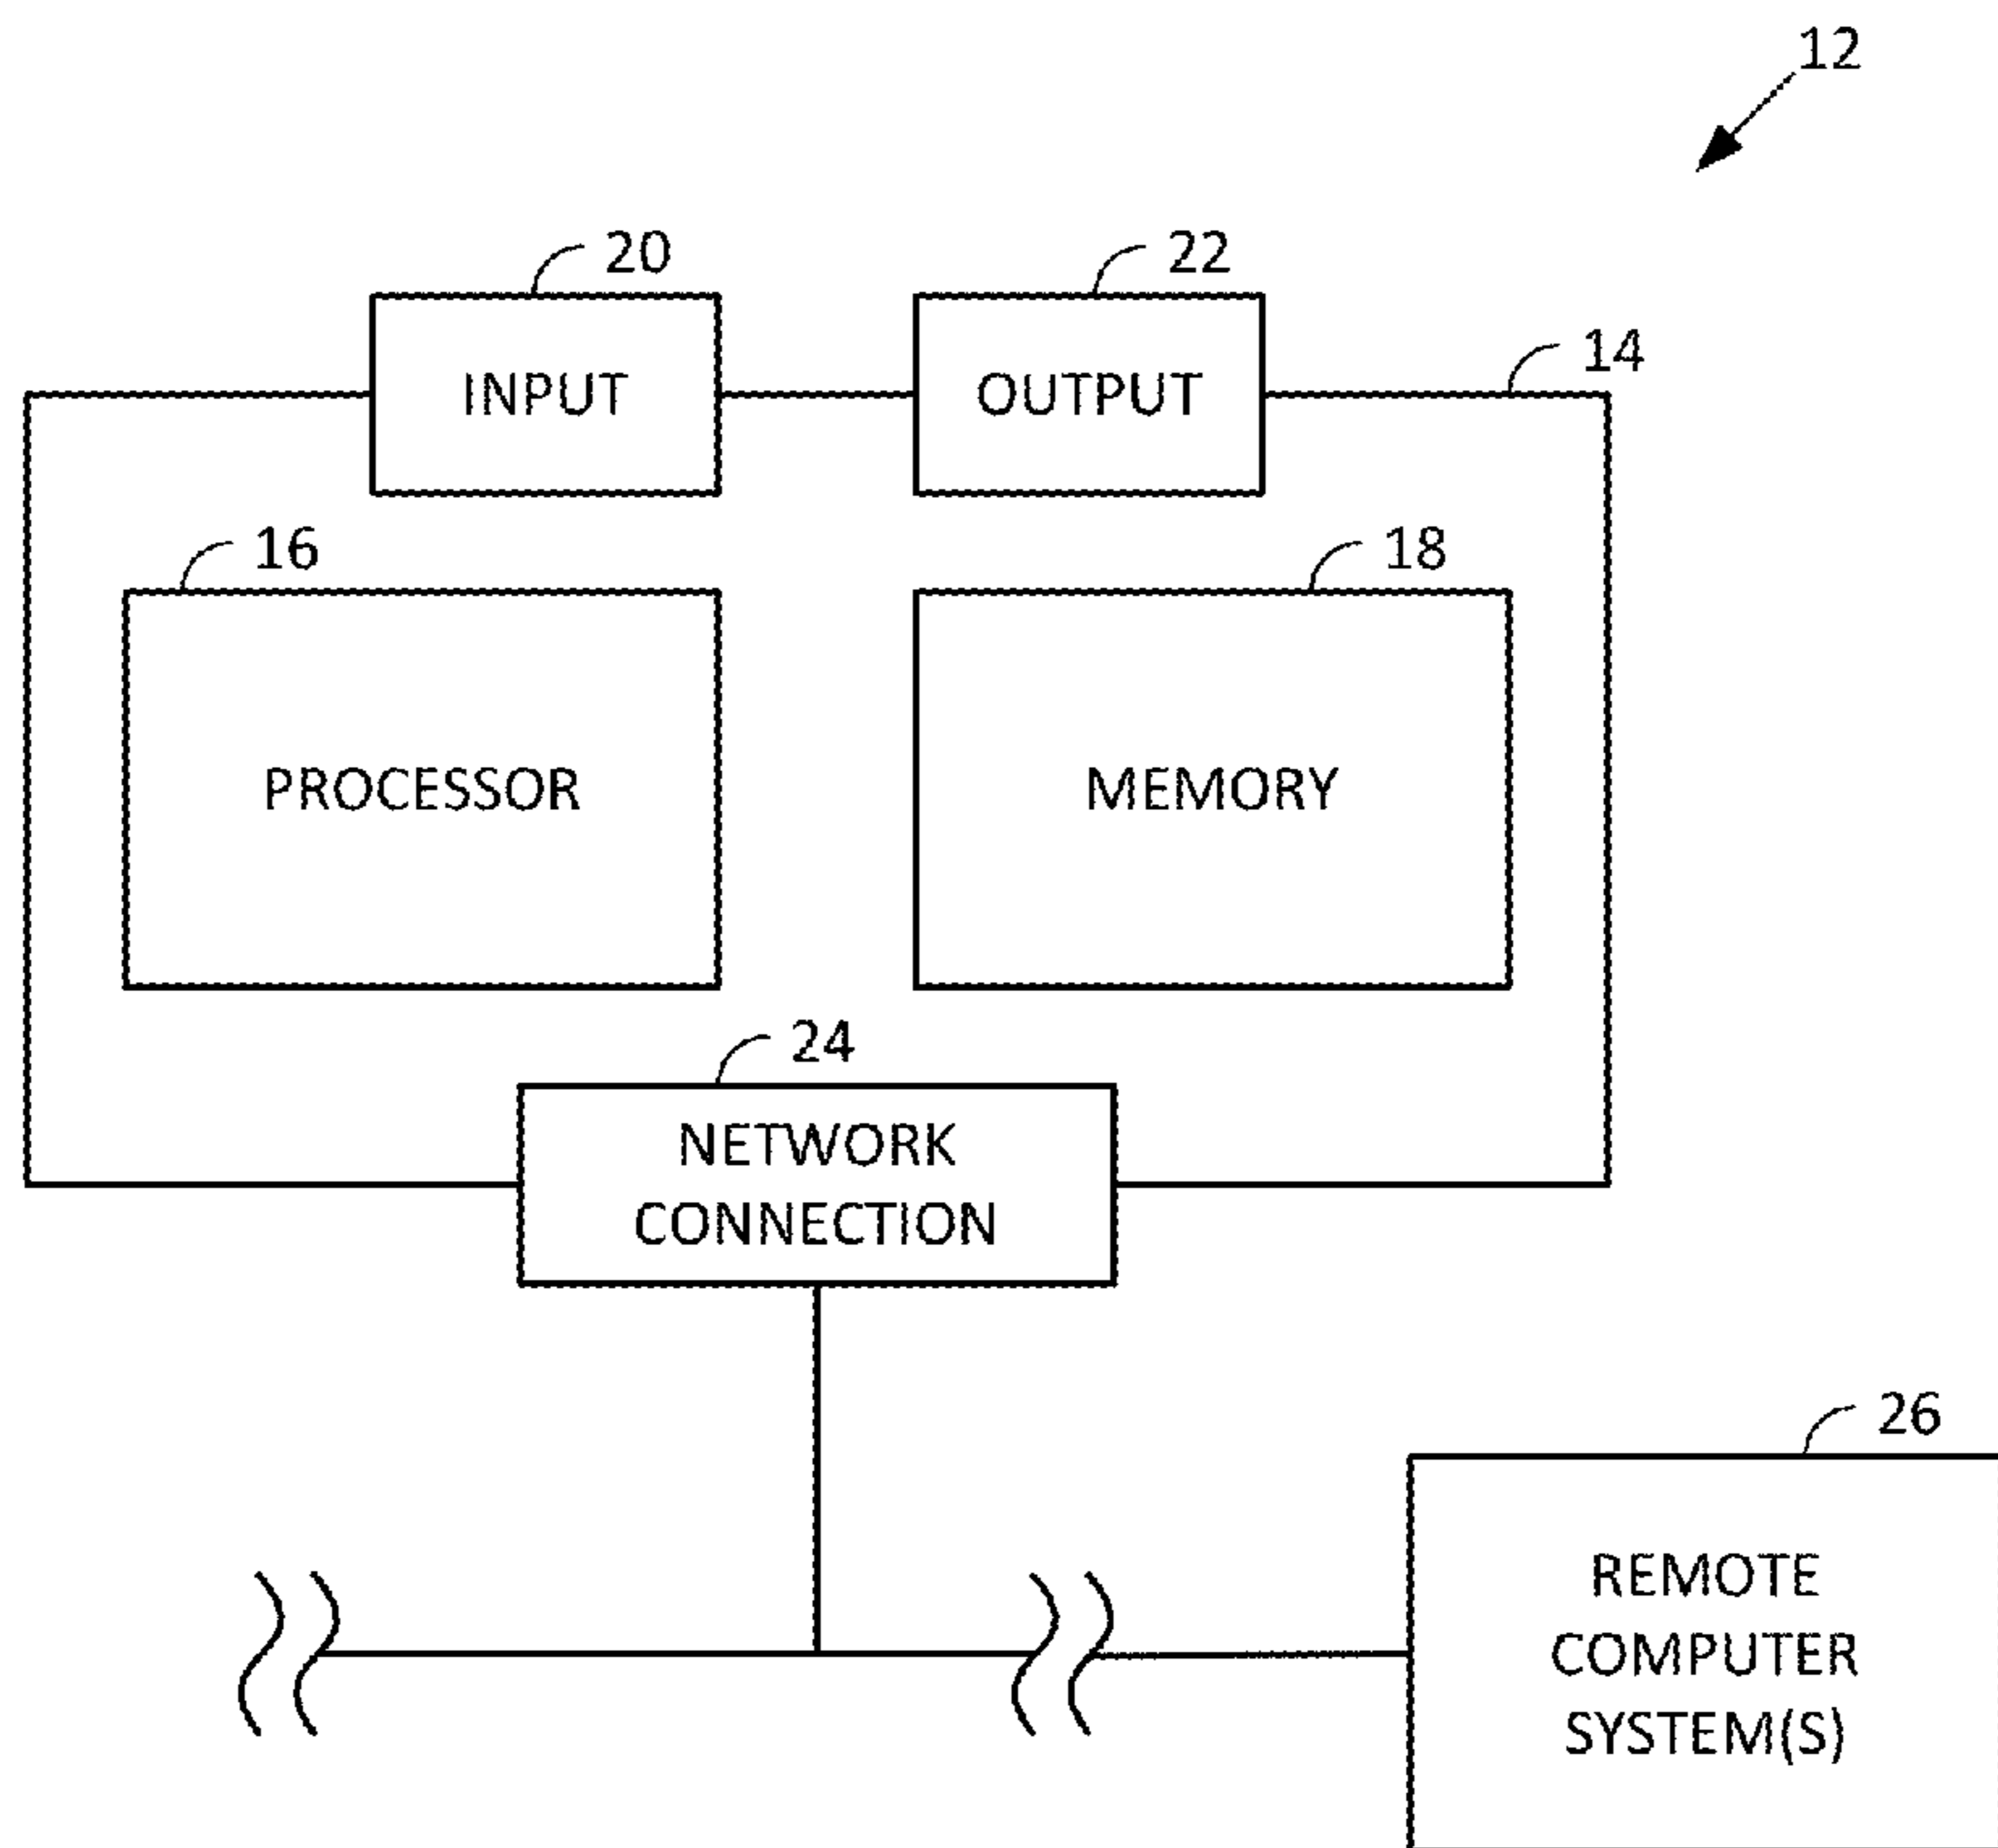 12
20
22
INPUT
OUTPUT
14
16
18
PROCESSOR
MEMORY
24
NETWORK
CONNECTION
26
REMOTE
COMPUTER
SYSTEM(S)